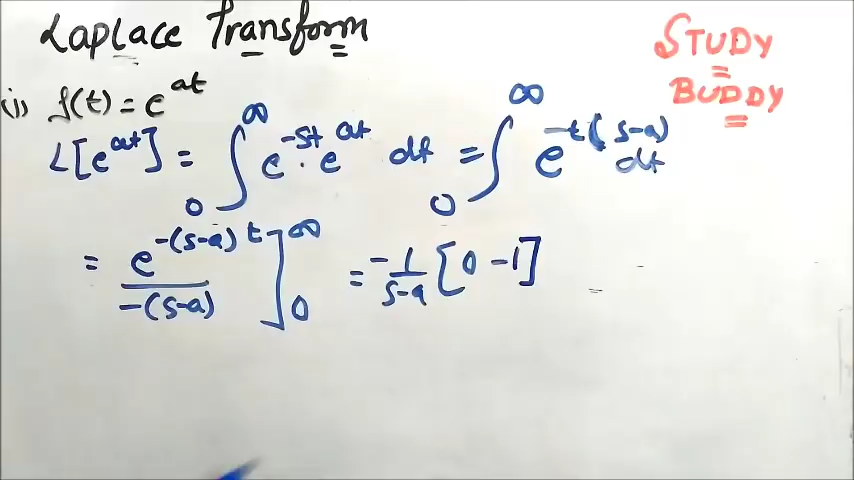 Laplace Transform
STUDY
BUDDY
(i) f(t) = e^{at}
L[e^{at}] = ∫_0^∞ e^{-st} · e^{at} dt = ∫_0^∞ e^{-t(s-a)} dt
= e^{-(s-a)t} / -(s-a) ]_0^∞ = -1/(s-a) [0 - 1]